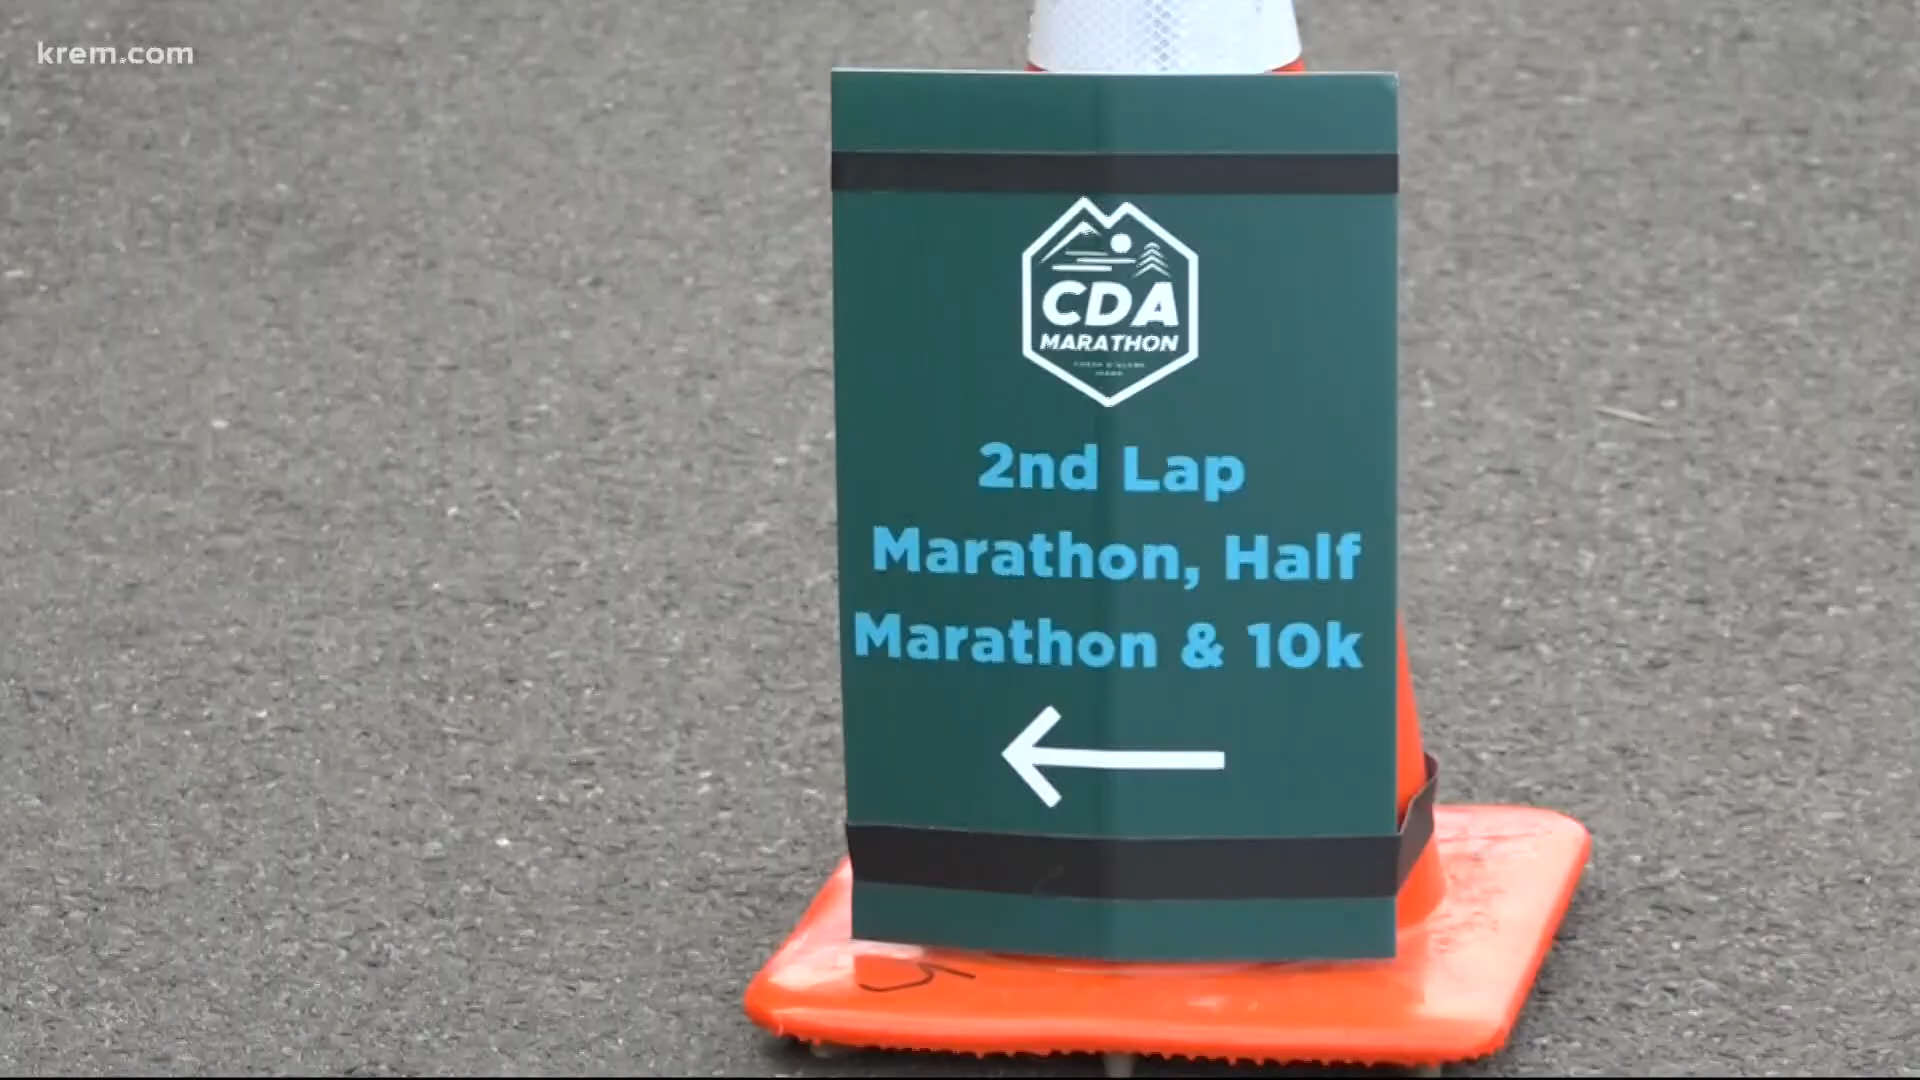 krem.com
CDA
MARATHON
2nd Lap
Marathon, Half
Marathon & 10k